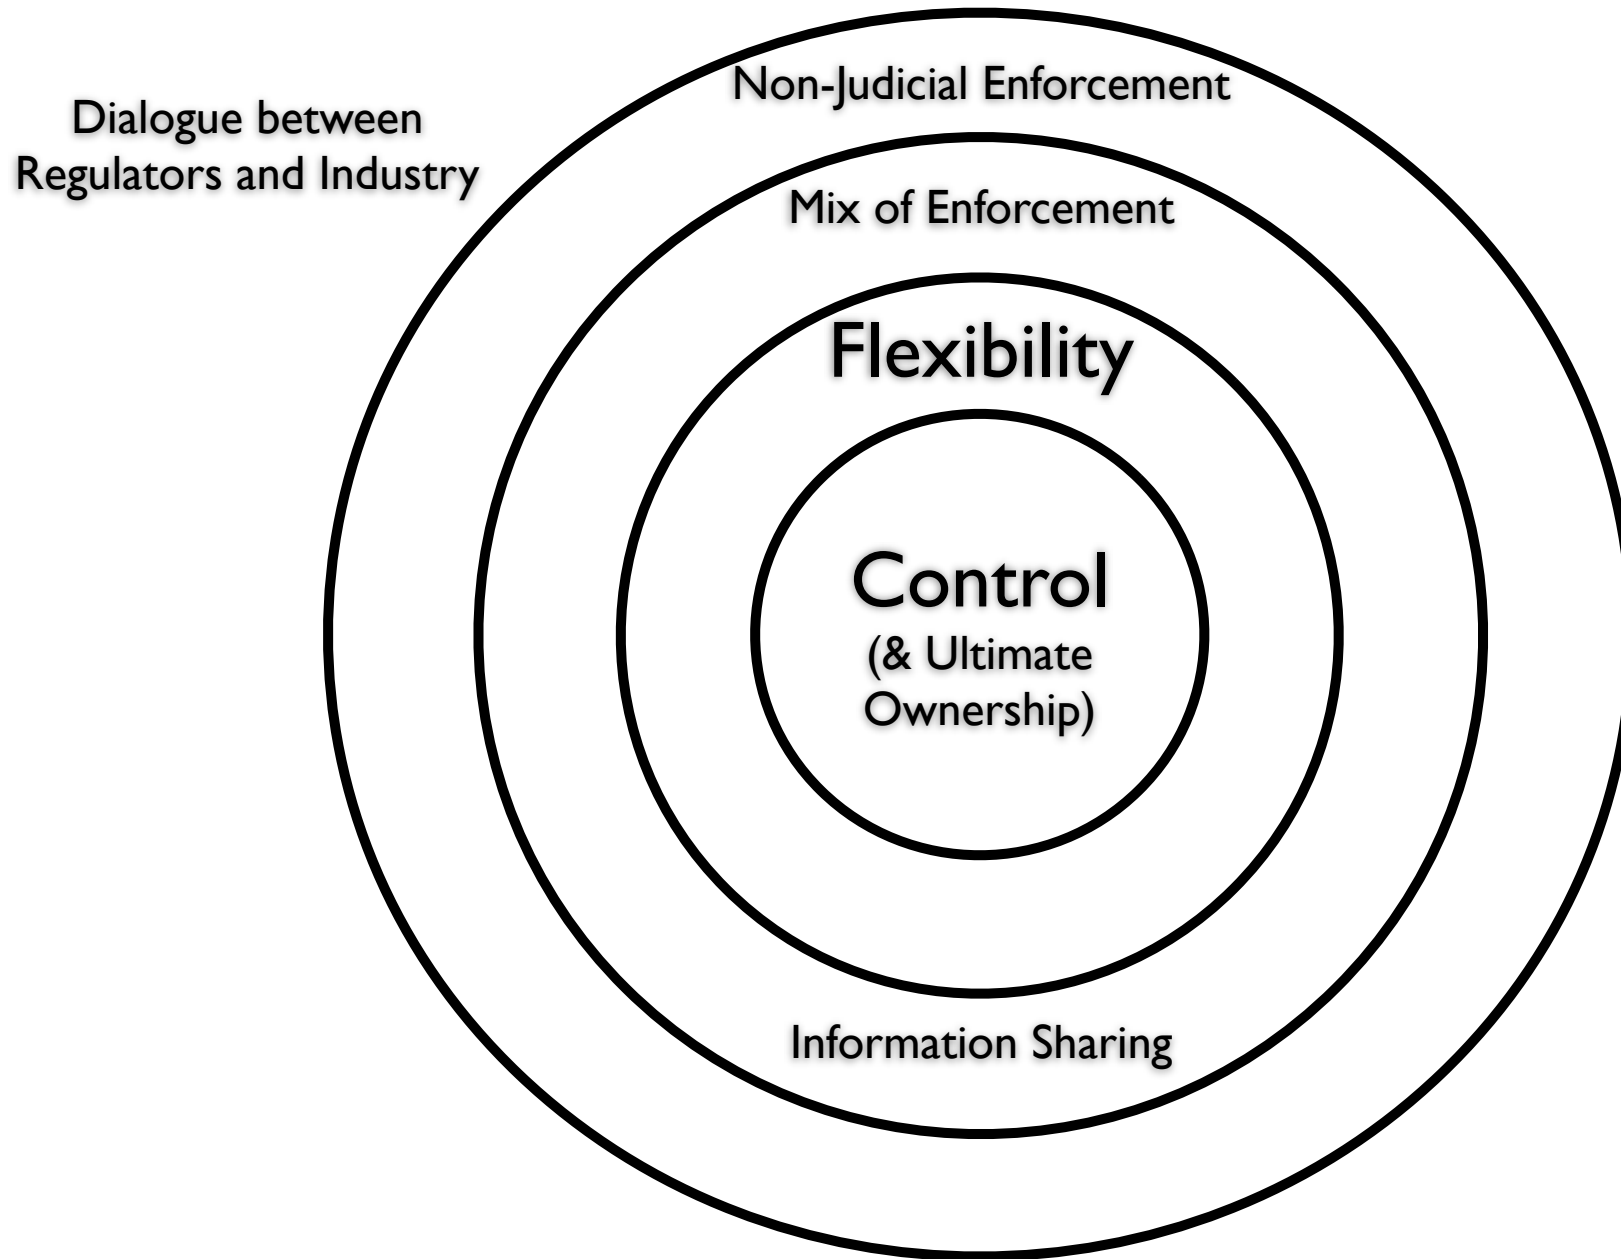 Non-Judicial Enforcement
Dialogue between
Regulators and Industry
Mix of Enforcement
Flexibility
Control
(& Ultimate
Ownership)
Information Sharing